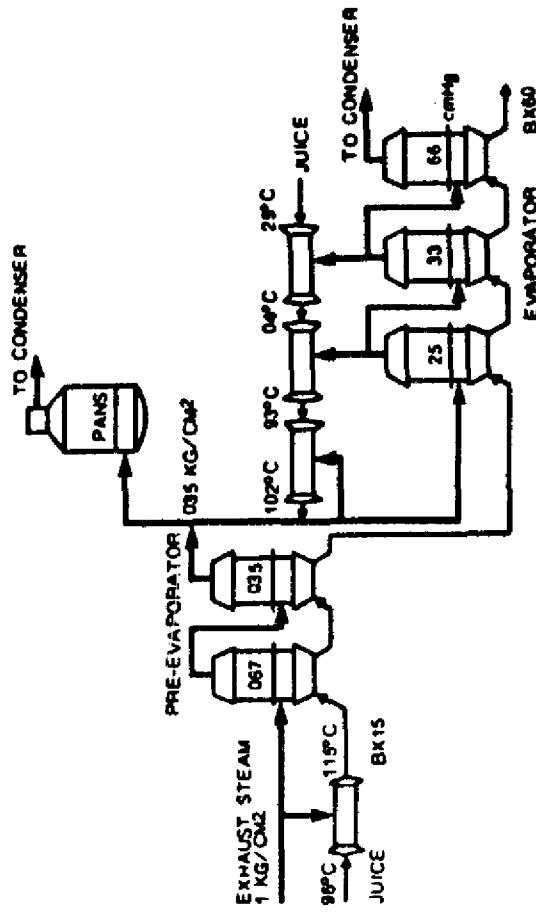 TO CONDENSER
PANS
035 KG/CM²
PRE-EVAPORATOR
067
035
EXHAUST STEAM
1 KG/CM2
98°C
JUICE
115°C
BX15
102°C
93°C
04°C
29°C
JUICE
TO CONDENSER
25
33
66
cmHg
EVAPORATOR
BX60